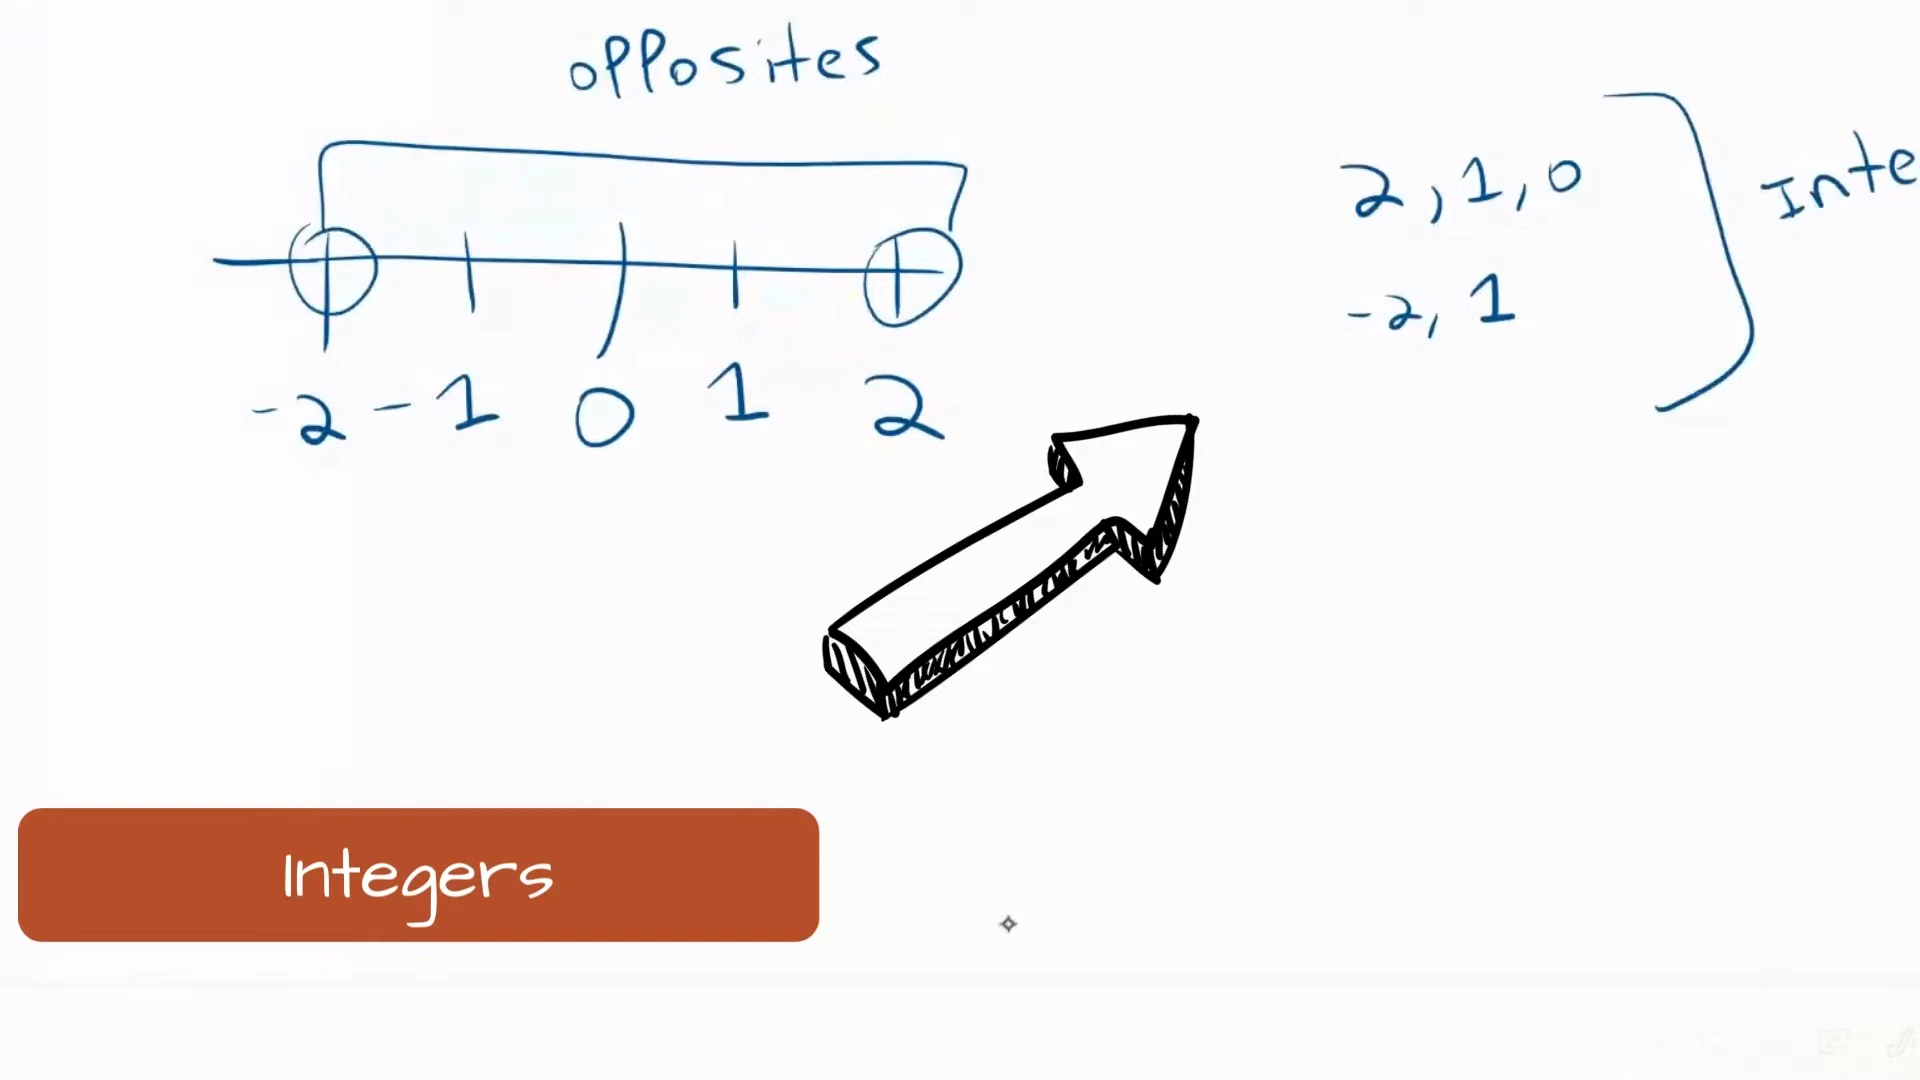 opposites
2, 1, 0
Inte
-2, 1
-2 -1 0 1 2
Integers